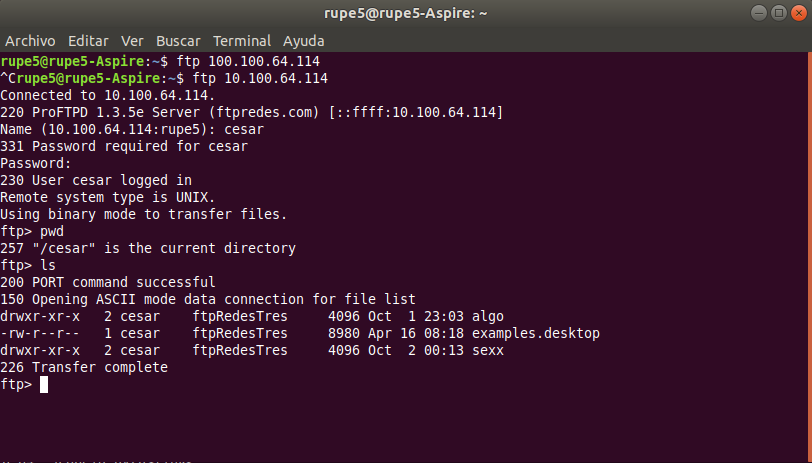 rupe5@rupe5-Aspire: ~
Archivo Editar Ver Buscar Terminal Ayuda
rupe5@rupe5-Aspire:~$ ftp 100.100.64.114
^Crupe5@rupe5-Aspire:~$ ftp 10.100.64.114
Connected to 10.100.64.114.
220 ProFTPD 1.3.5e Server (ftpredes.com) [::ffff:10.100.64.114]
Name (10.100.64.114:rupe5): cesar
331 Password required for cesar
Password:
230 User cesar logged in
Remote system type is UNIX.
Using binary mode to transfer files.
ftp> pwd
257 "/cesar" is the current directory
ftp> ls
200 PORT command successful
150 Opening ASCII mode data connection for file list
drwxr-xr-x   2 cesar    ftpRedesTres     4096 Oct  1 23:03 algo
-rw-r--r--   1 cesar    ftpRedesTres     8980 Apr 16 08:18 examples.desktop
drwxr-xr-x   2 cesar    ftpRedesTres     4096 Oct  2 00:13 sexx
226 Transfer complete
ftp>